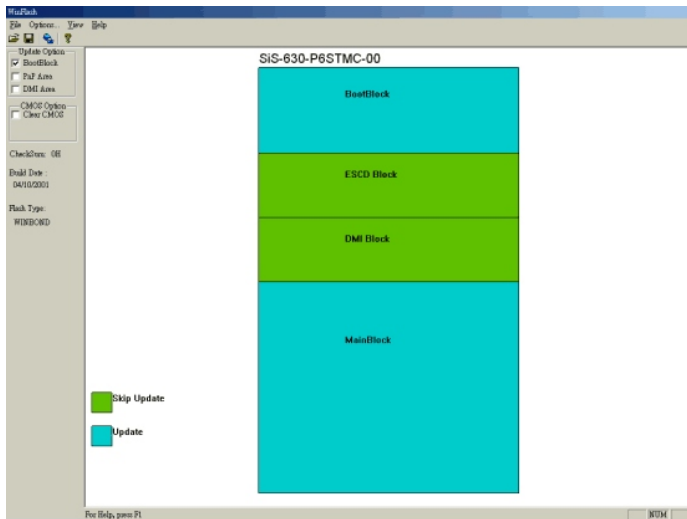 WinFlash
File Options... View Help
Update Option
BootBlock
PnP Area
DMI Area
CMOS Option
Clear CMOS
CheckSum: 0H
Build Date :
04/10/2001
Flash Type:
WINBOND
SiS-630-P6STMC-00
BootBlock
ESCD Block
DMI Block
MainBlock
Skip Update
Update
For Help, press F1
NUM